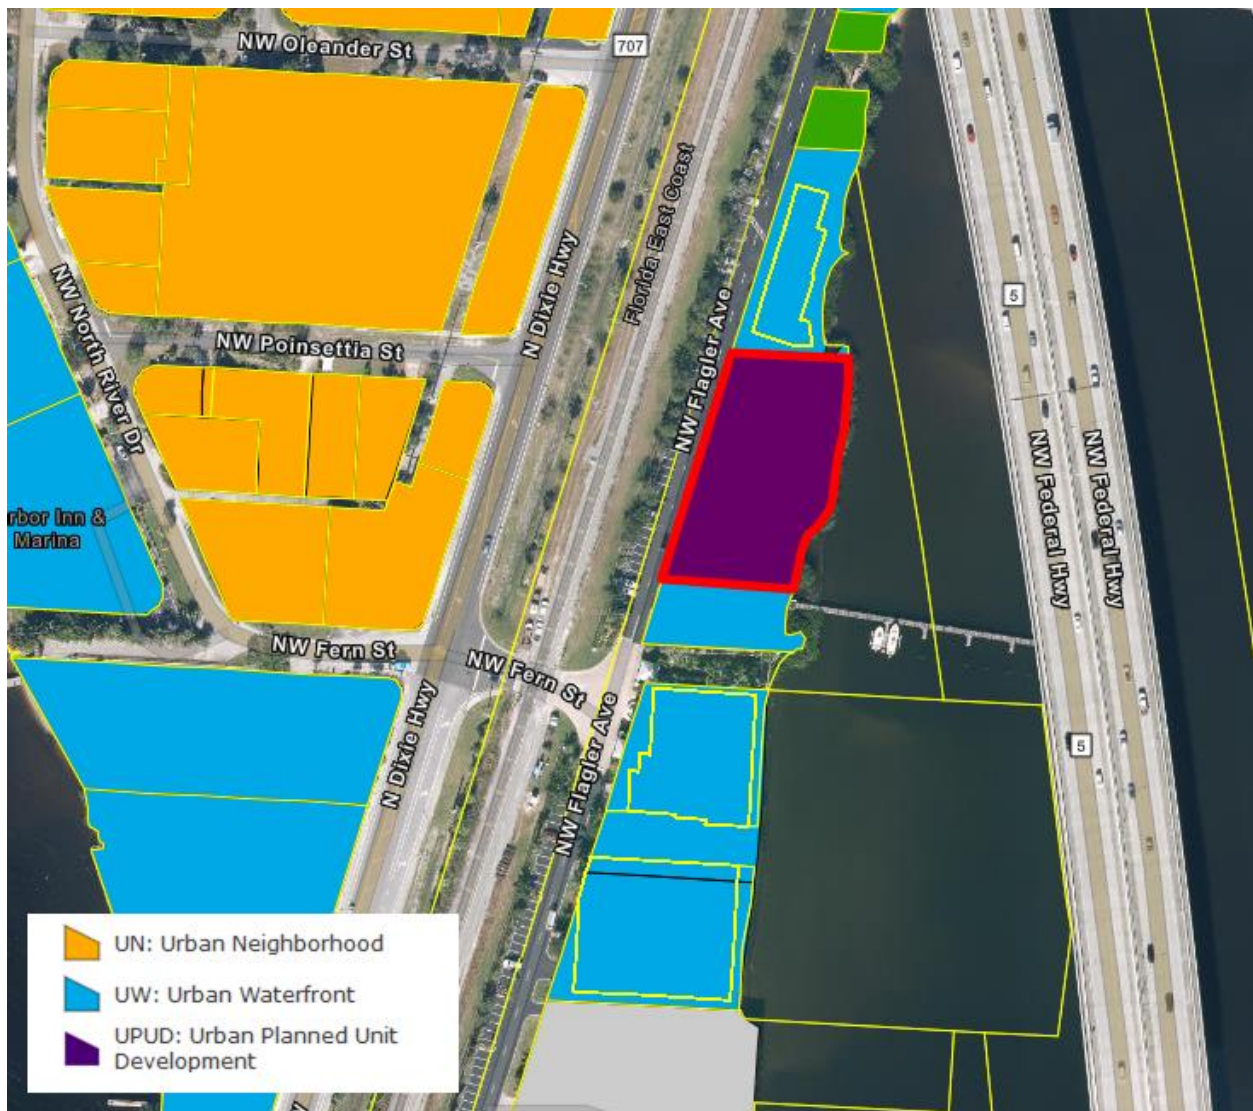 NW Oleander St
707
Florida East Coast
NW North River Dr
N Dixie Hwy
5
NW Flagler Ave
NW Poinsettia St
NW Federal Hwy
NW Federal Hwy
rbor Inn &
Marina
NW Fern St
NW Fern St
N Dixie Hwy
NW Flagler Ave
5
UN: Urban Neighborhood
UW: Urban Waterfront
UPUD: Urban Planned Unit
Development